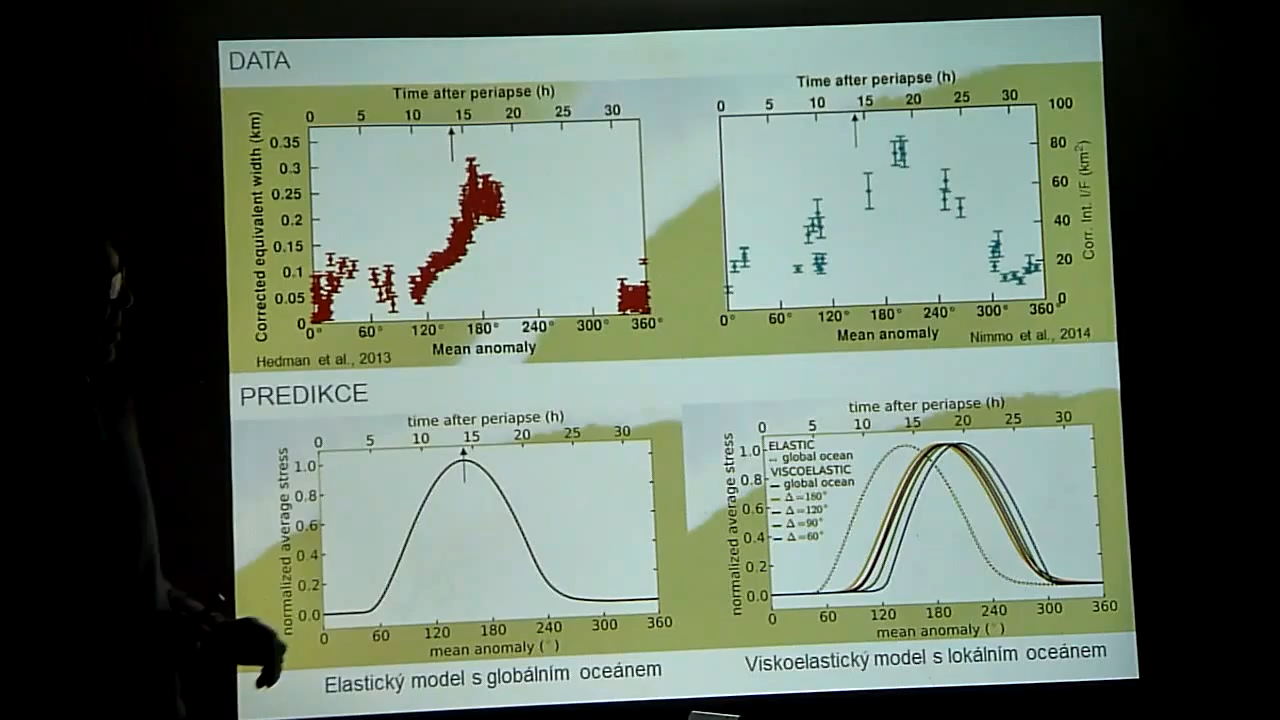 DATA
Time after periapse (h)
0 5 10 15 20 25 30
Corrected equivalent width (km)
0.35
0.3
0.25
0.2
0.15
0.1
0.05
0
0° 60° 120° 180° 240° 300° 360°
Mean anomaly
Hedman et al., 2013
Time after periapse (h)
0 5 10 15 20 25 30
100
80
60
40
20
0
Corr. Int. I/F (km²)
0° 60° 120° 180° 240° 300° 360°
Mean anomaly
Nimmo et al., 2014
PREDIKCE
time after periapse (h)
0 5 10 15 20 25 30
normalized average stress
1.0
0.8
0.6
0.4
0.2
0.0
0 60 120 180 240 300 360
mean anomaly (°)
Elastický model s globálním oceánem
time after periapse (h)
0 5 10 15 20 25 30
normalized average stress
1.0
0.8
0.6
0.4
0.2
0.0
ELASTIC
global ocean
VISCOELASTIC
global ocean
Δ=180°
Δ=120°
Δ=90°
Δ=60°
0 60 120 180 240 300 360
mean anomaly (°)
Viskoelastický model s lokálním oceánem